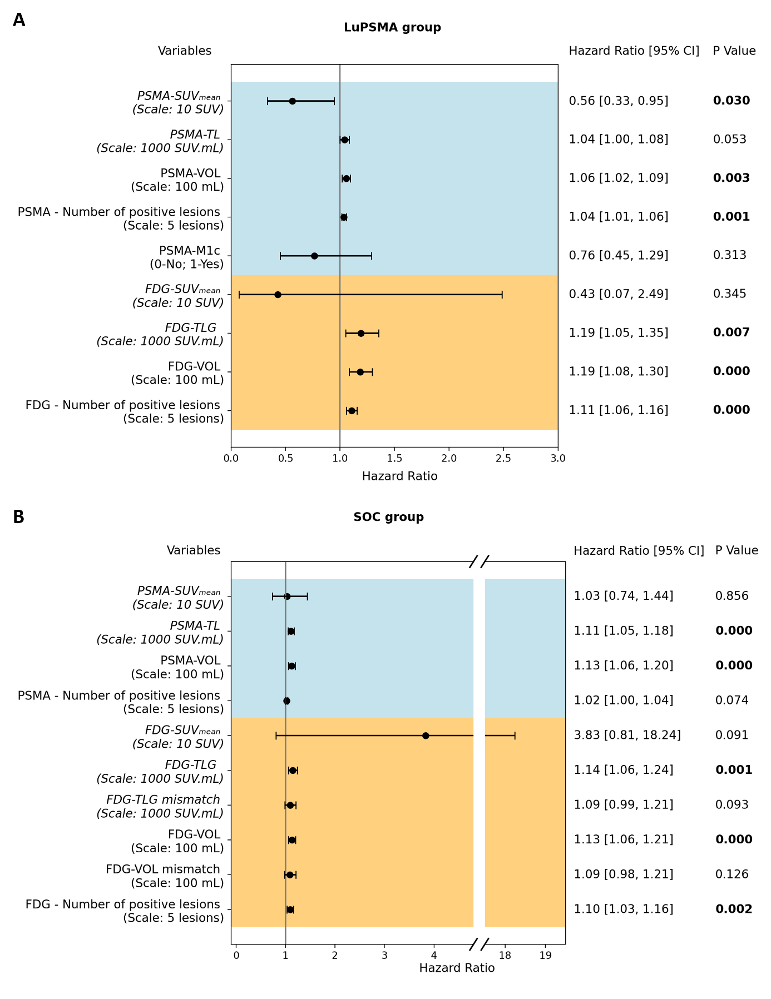 A
LuPSMA group
Variables Hazard Ratio [95% CI] P Value
PSMA-SUVmean
(Scale: 10 SUV) 0.56 [0.33, 0.95] 0.030
PSMA-TL
(Scale: 1000 SUV.mL) 1.04 [1.00, 1.08] 0.053
PSMA-VOL
(Scale: 100 mL) 1.06 [1.02, 1.09] 0.003
PSMA - Number of positive lesions
(Scale: 5 lesions) 1.04 [1.01, 1.06] 0.001
PSMA-M1c
(0-No; 1-Yes) 0.76 [0.45, 1.29] 0.313
FDG-SUVmean
(Scale: 10 SUV) 0.43 [0.07, 2.49] 0.345
FDG-TLG
(Scale: 1000 SUV.mL) 1.19 [1.05, 1.35] 0.007
FDG-VOL
(Scale: 100 mL) 1.19 [1.08, 1.30] 0.000
FDG - Number of positive lesions
(Scale: 5 lesions) 1.11 [1.06, 1.16] 0.000
0.0 0.5 1.0 1.5 2.0 2.5 3.0
Hazard Ratio
B
SOC group
Variables Hazard Ratio [95% CI] P Value
PSMA-SUVmean
(Scale: 10 SUV) 1.03 [0.74, 1.44] 0.856
PSMA-TL
(Scale: 1000 SUV.mL) 1.11 [1.05, 1.18] 0.000
PSMA-VOL
(Scale: 100 mL) 1.13 [1.06, 1.20] 0.000
PSMA - Number of positive lesions
(Scale: 5 lesions) 1.02 [1.00, 1.04] 0.074
FDG-SUVmean
(Scale: 10 SUV) 3.83 [0.81, 18.24] 0.091
FDG-TLG
(Scale: 1000 SUV.mL) 1.14 [1.06, 1.24] 0.001
FDG-TLG mismatch
(Scale: 1000 SUV.mL) 1.09 [0.99, 1.21] 0.093
FDG-VOL
(Scale: 100 mL) 1.13 [1.06, 1.21] 0.000
FDG-VOL mismatch
(Scale: 100 mL) 1.09 [0.98, 1.21] 0.126
FDG - Number of positive lesions
(Scale: 5 lesions) 1.10 [1.03, 1.16] 0.002
0 1 2 3 4 18 19
Hazard Ratio